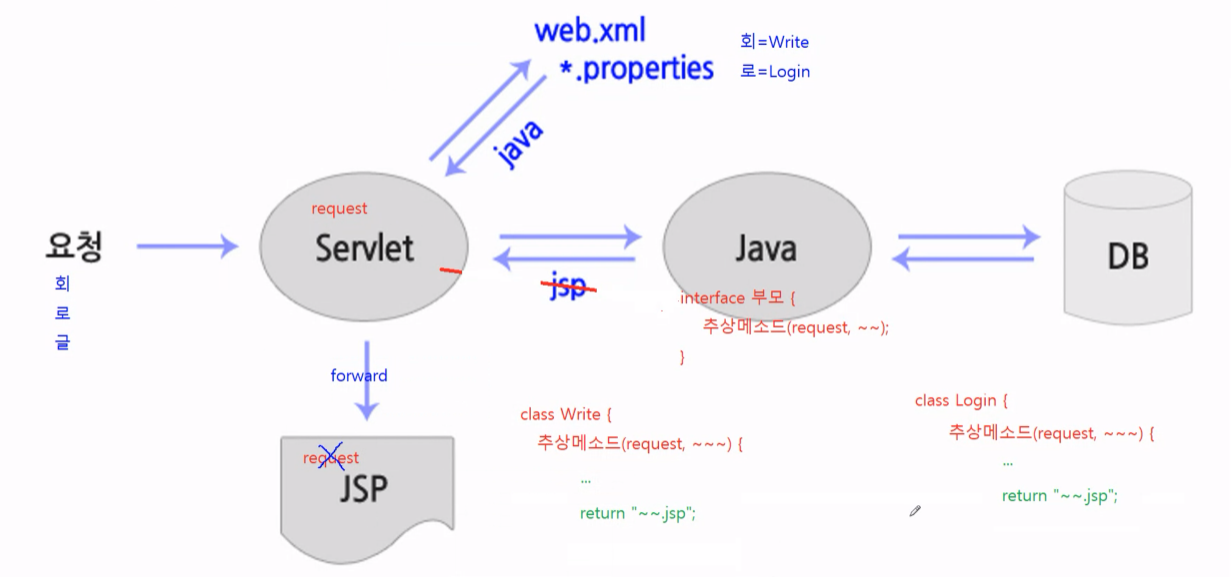 web.xml
*.properties
회=Write
로=Login
java
요청
회
로
글
request
Servlet
jsp
Java
DB
interface 부모 {
추상메소드(request, ~~);
}
forward
request
JSP
class Write {
추상메소드(request, ~~~) {
...
return "~~.jsp";
class Login {
추상메소드(request, ~~~) {
...
return "~~.jsp";